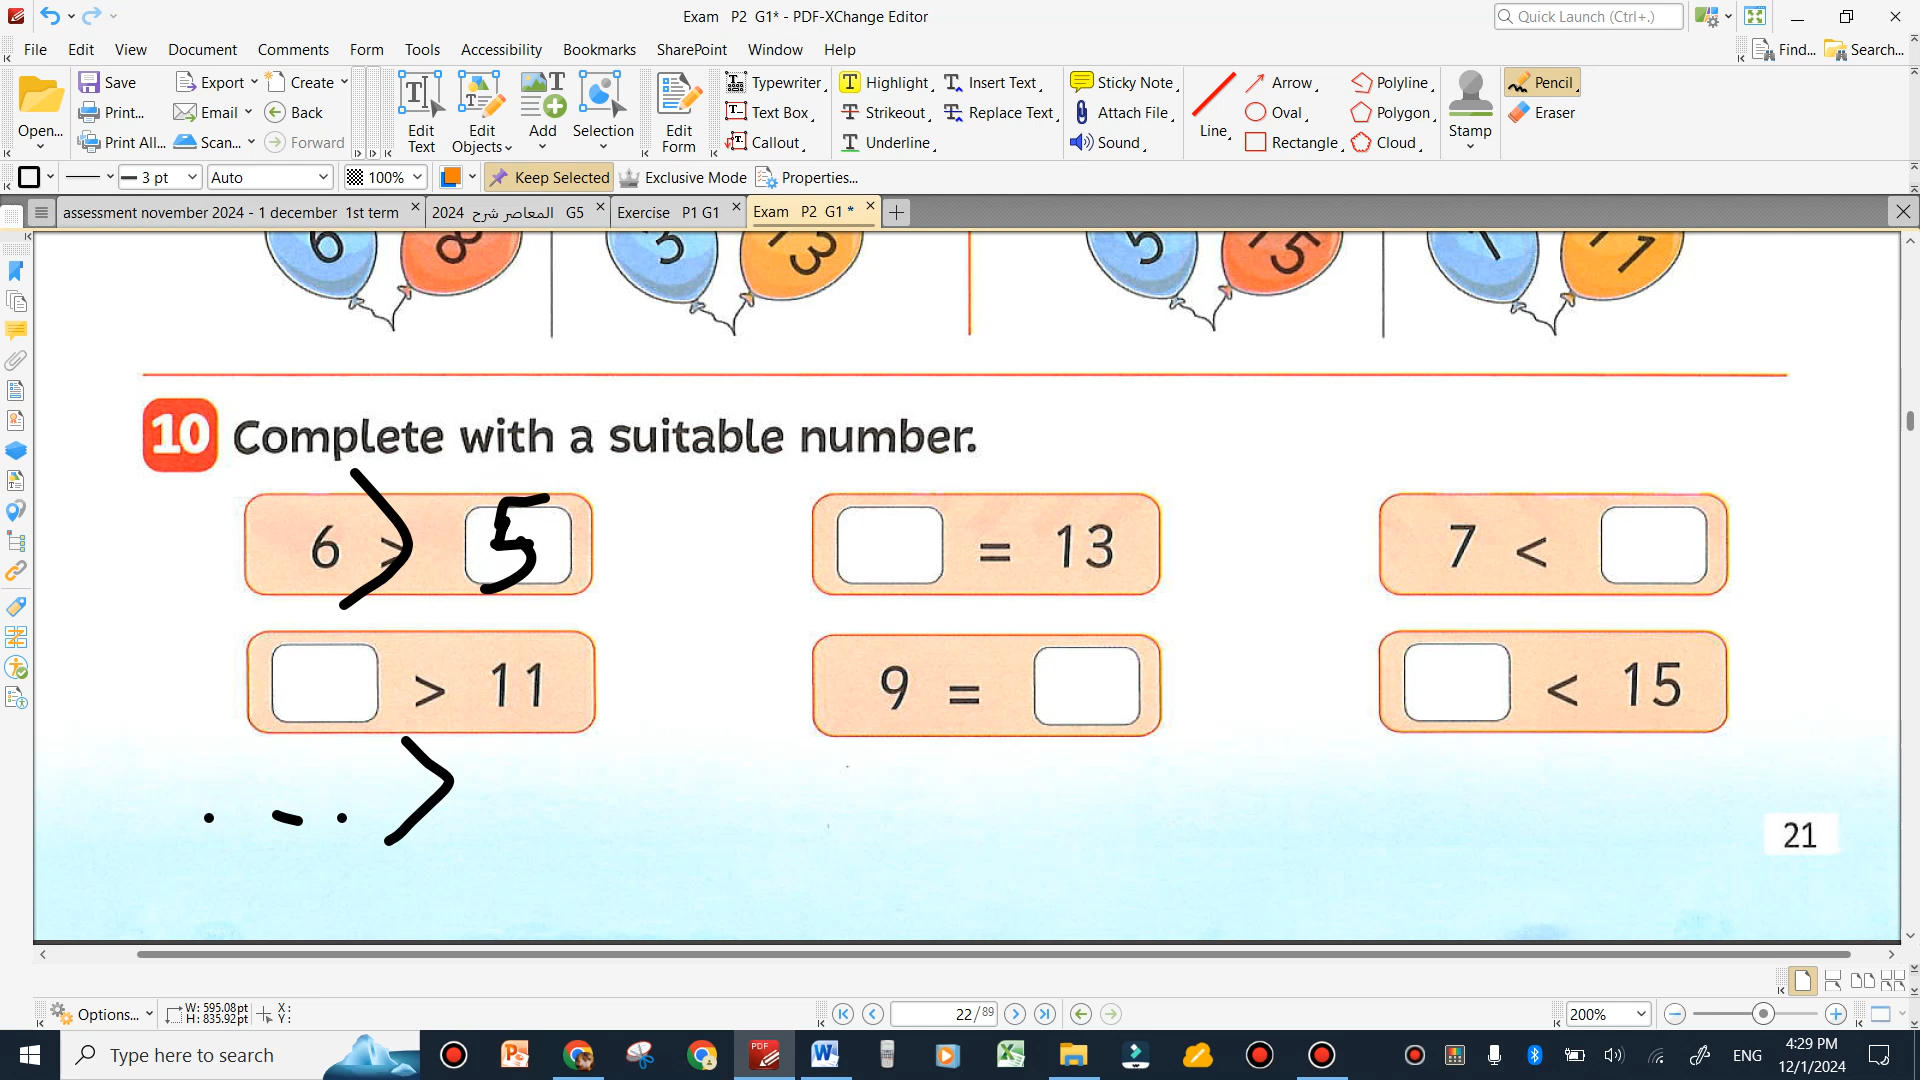 Exam P2 G1* - PDF-XChange Editor
Quick Launch (Ctrl+.)
File Edit View Document Comments Form Tools Accessibility Bookmarks SharePoint Window Help
Find... Search...
Open... Save Export Create
Print... Email Back
Print All... Scan... Forward
Edit Text Edit Objects Add Selection Edit Form
Typewriter Highlight Insert Text Sticky Note Arrow Polyline Pencil
Text Box Strikeout Replace Text Attach File Oval Polygon Eraser
Callout Underline Sound Line Rectangle Cloud Stamp
3 pt Auto 100% Keep Selected Exclusive Mode Properties...
assessment november 2024 - 1 december 1st term
2024 المعاصر شرح G5
Exercise P1 G1
Exam P2 G1 *
6 8 13 5 15
10 Complete with a suitable number.
6 > 5
= 13
7 <
> 11
9 =
< 15
>
21
Options... W: 595.08pt X:
H: 835.92pt Y:
22 / 89
200%
Type here to search
PDF
ENG
4:29 PM
12/1/2024